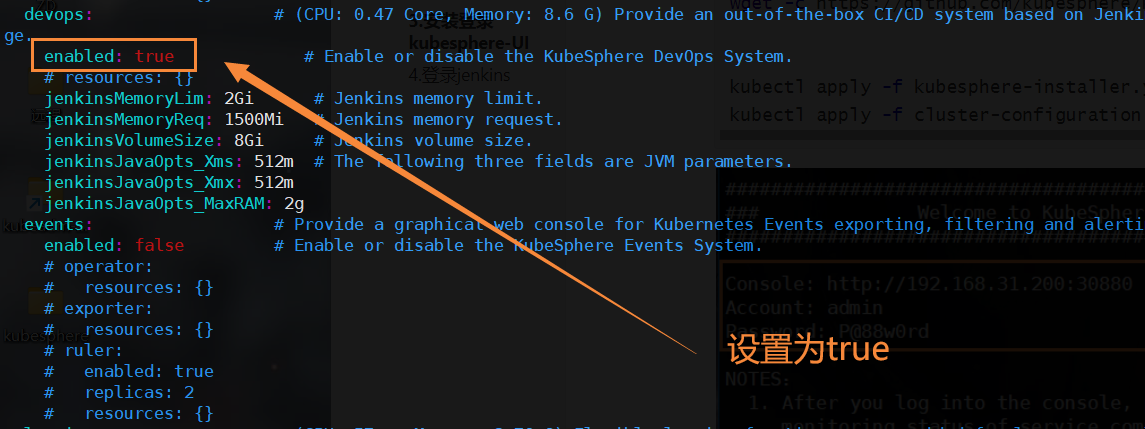 devops:                  # (CPU: 0.47 Core, Memory: 8.6 G) Provide an out-of-the-box CI/CD system based on Jenki
ge.
enabled: true             # Enable or disable the KubeSphere DevOps System.
# resources: {}
jenkinsMemoryLim: 2Gi      # Jenkins memory limit.
jenkinsMemoryReq: 1500Mi   # Jenkins memory request.
jenkinsVolumeSize: 8Gi     # Jenkins volume size.
jenkinsJavaOpts_Xms: 512m  # The following three fields are JVM parameters.
jenkinsJavaOpts_Xmx: 512m
jenkinsJavaOpts_MaxRAM: 2g
events:                  # Provide a graphical web console for Kubernetes Events exporting, filtering and alerti
enabled: false         # Enable or disable the KubeSphere Events System.
# operator:
#   resources: {}
# exporter:
#   resources: {}
# ruler:
#   enabled: true
#   replicas: 2
#   resources: {}
设置为true
kubesphere-UI
4.登录jenkins
kubectl apply -f kubesphere-installer.
kubectl apply -f cluster-configuration
### Welcome to KubeSpher
Console: http://192.168.31.200:30880
Account: admin
Password: P@88w0rd
NOTES:
1. After you log into the console,
monitoring status of service com
kubesphere